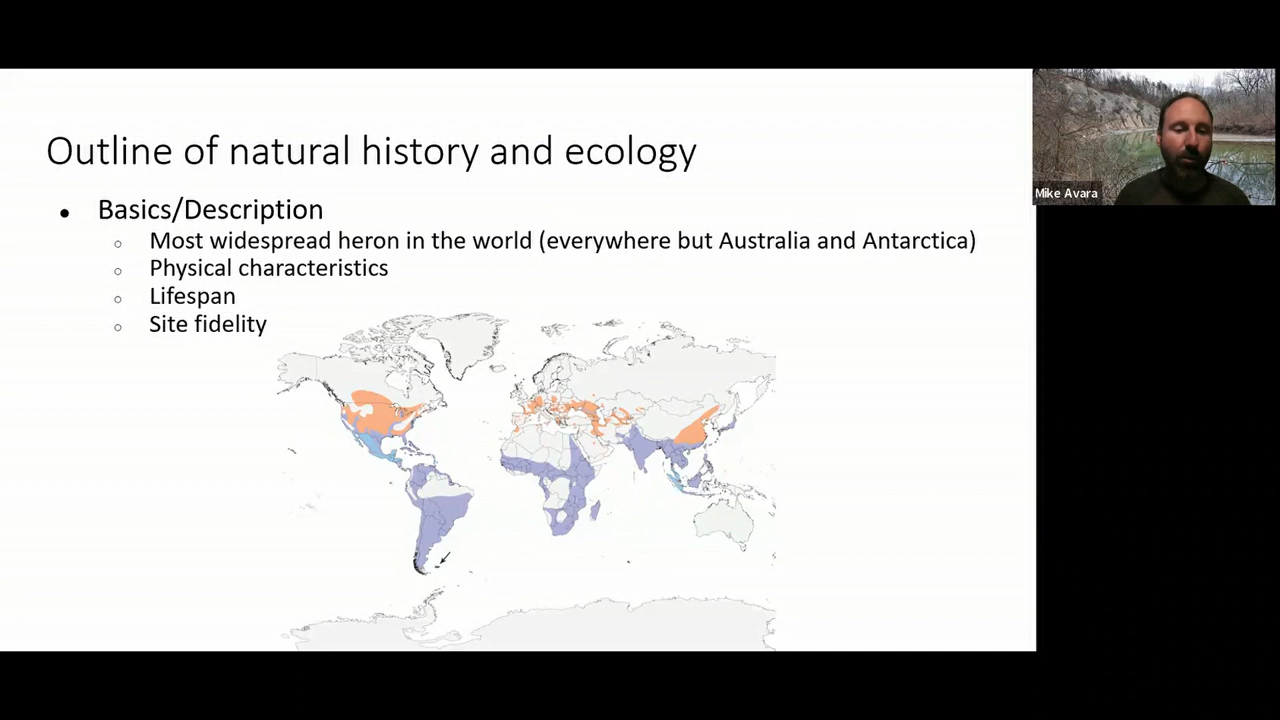 Outline of natural history and ecology
Basics/Description
Most widespread heron in the world (everywhere but Australia and Antarctica)
Physical characteristics
Lifespan
Site fidelity
Mike Avara